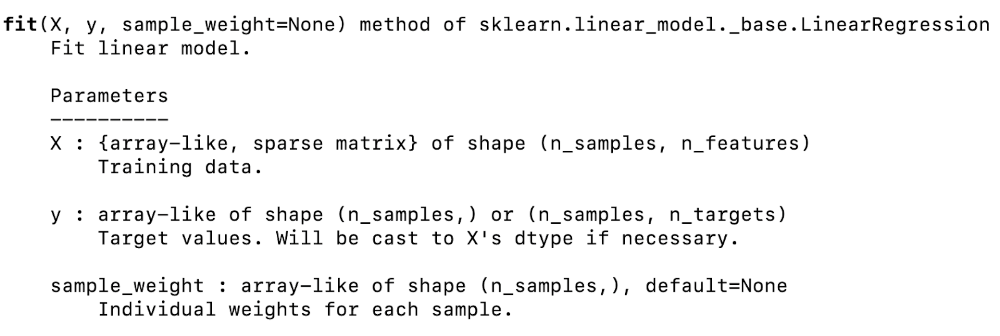 fit(X, y, sample_weight=None) method of sklearn.linear_model._base.LinearRegression
Fit linear model.
Parameters
----------
X : {array-like, sparse matrix} of shape (n_samples, n_features)
Training data.
y : array-like of shape (n_samples,) or (n_samples, n_targets)
Target values. Will be cast to X's dtype if necessary.
sample_weight : array-like of shape (n_samples,), default=None
Individual weights for each sample.